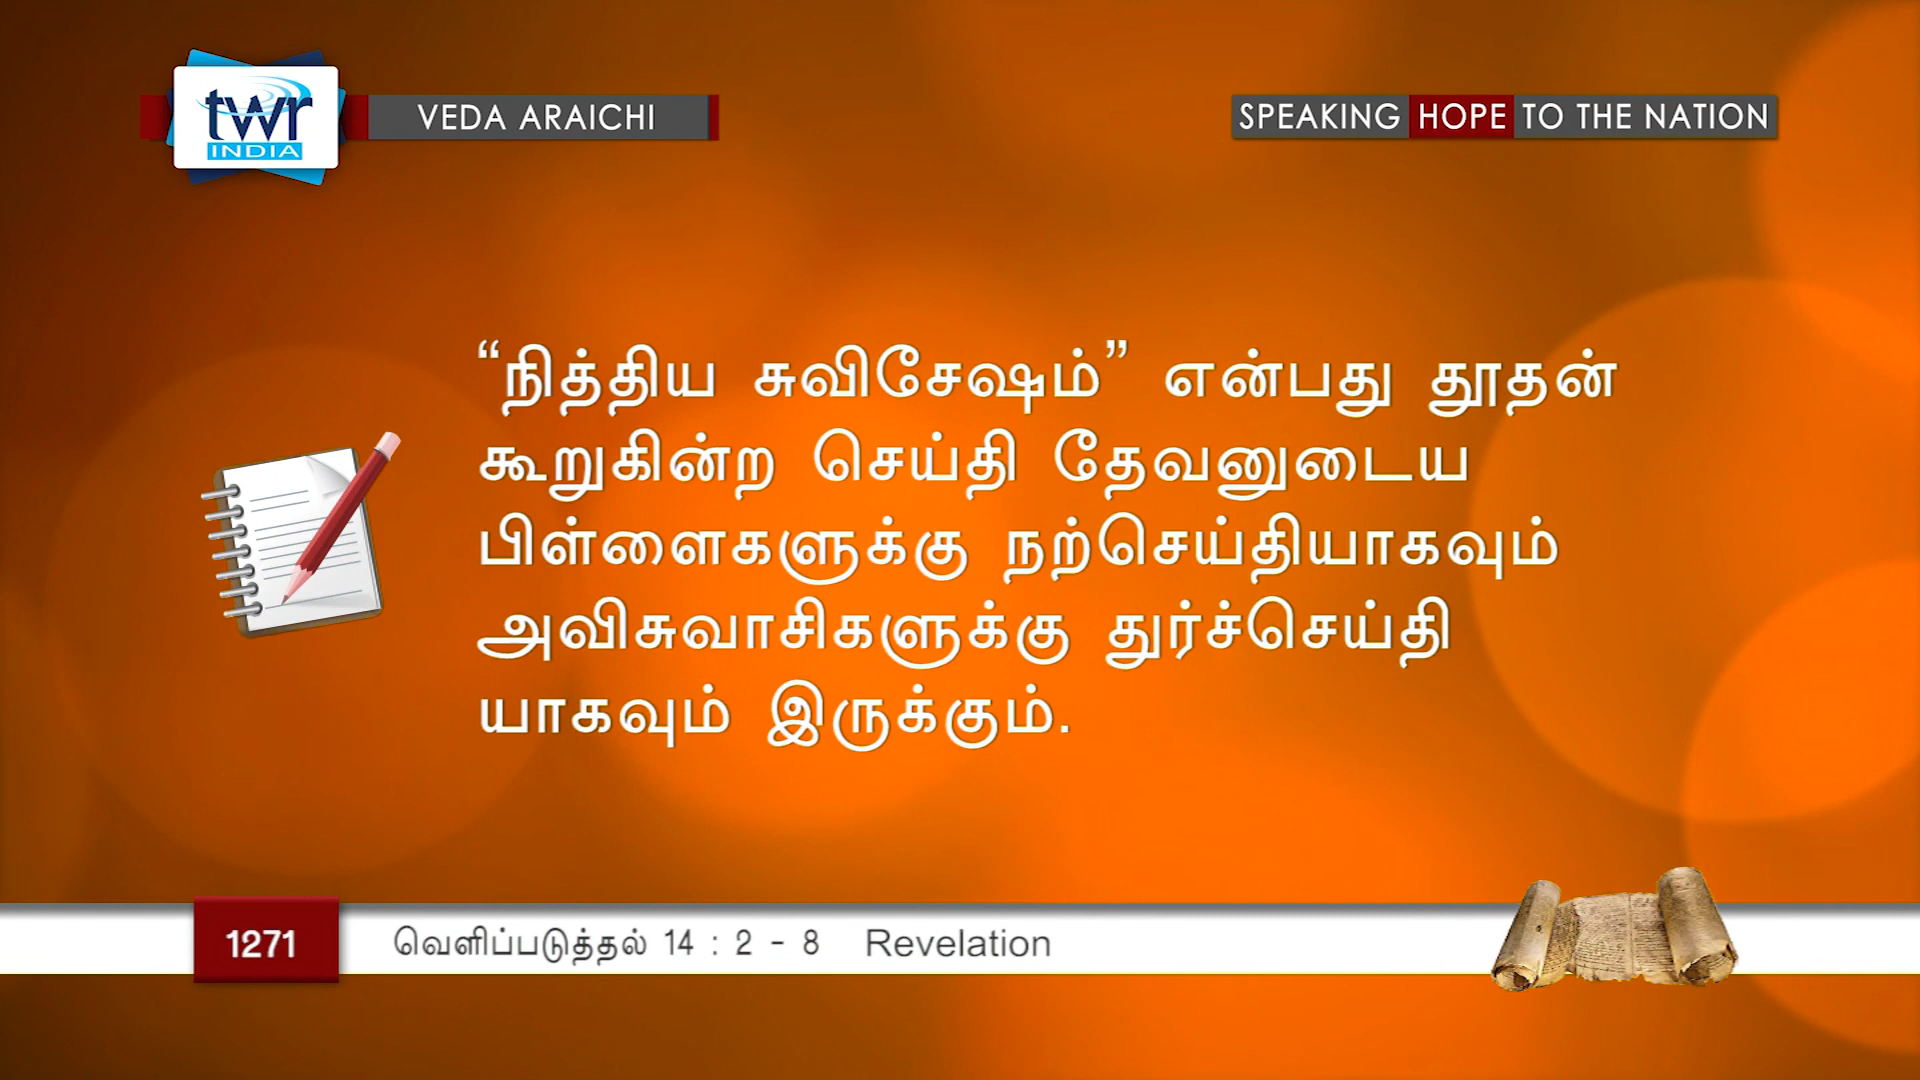 twr
INDIA
VEDA ARAICHI
SPEAKING HOPE TO THE NATION
“நித்திய சுவிசேஷம்” என்பது தூதன்
கூறுகின்ற செய்தி தேவனுடைய
பிள்ளைகளுக்கு நற்செய்தியாகவும்
அவிசுவாசிகளுக்கு துர்ச்செய்தி
யாகவும் இருக்கும்.
1271
வெளிப்படுத்தல் 14 : 2 - 8 Revelation